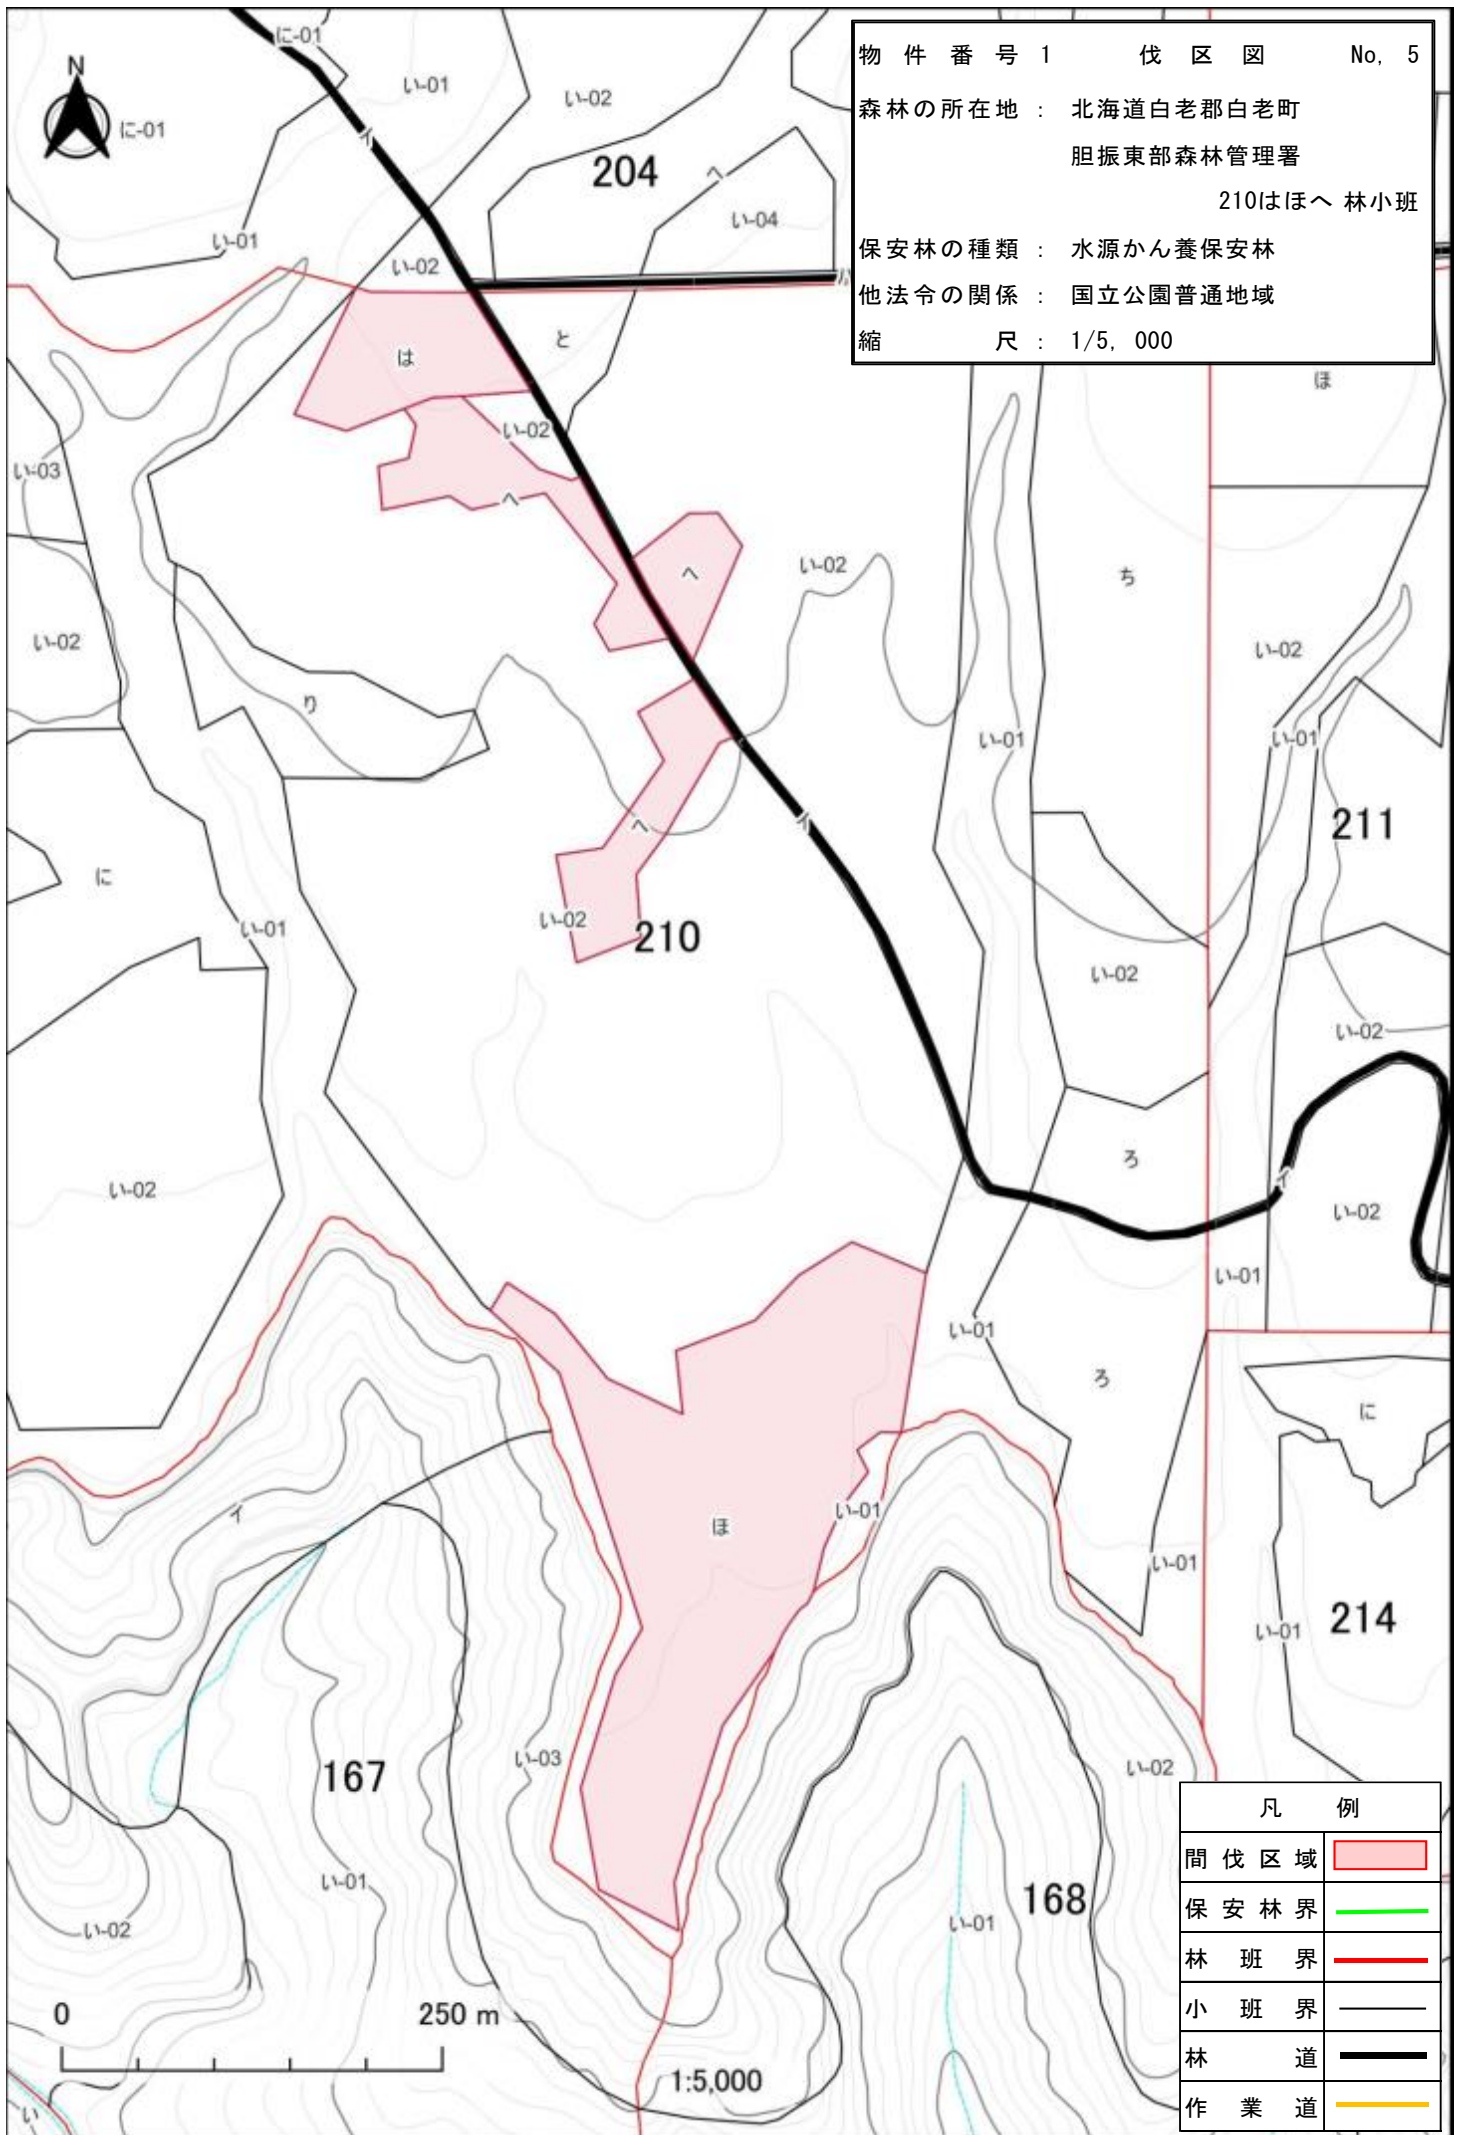 物件番号 1 伐区図 No, 5
森林の所在地 : 北海道白老郡白老町
胆振東部森林管理署
210はほへ 林小班
保安林の種類 : 水源かん養保安林
他法令の関係 : 国立公園普通地域
縮尺 : 1/5, 000
N
に-01
に-01
い-01
い-02
イ
204
へ
い-04
い-01
い-02
は
と
ほ
い-02
い-03
へ
い-02
へ
ち
い-02
い-02
り
い-01
い-01
イ
211
へ
に
い-02
210
い-01
い-02
い-02
ろ
い-02
イ
い-02
い-01
い-01
ろ
に
い-01
イ
ほ
い-01
い-01
214
い-03
167
い-02
い-01
168
い-01
い-02
0
250 m
1:5,000
い
凡例
間伐区域
保安林界
林班界
小班界
林道
作業道